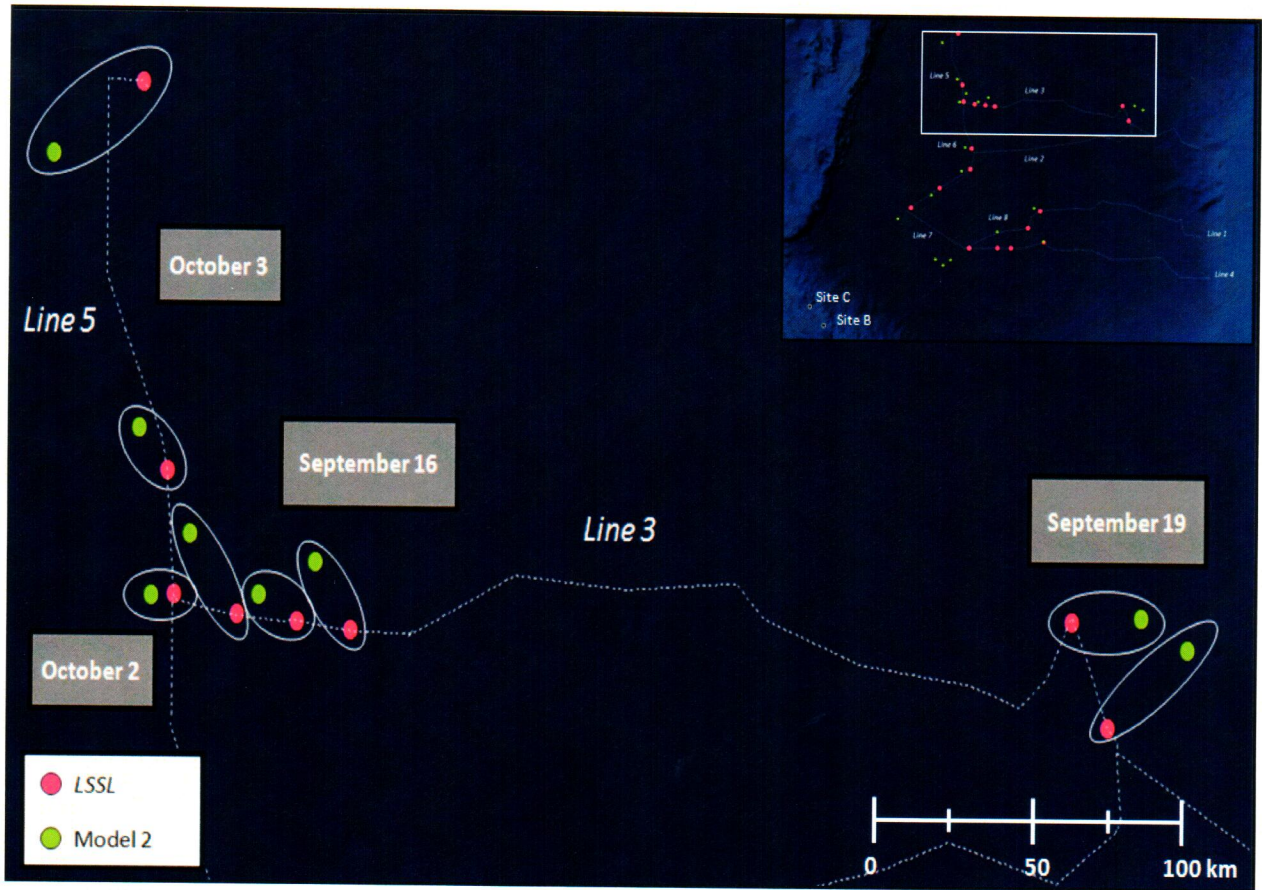 Line 5
Line 3
Line 6
Line 2
Line 8
Line 7
Line 1
Line 4
Site C
Site B
October 3
Line 5
September 16
Line 3
September 19
October 2
LSSL
Model 2
0
50
100 km